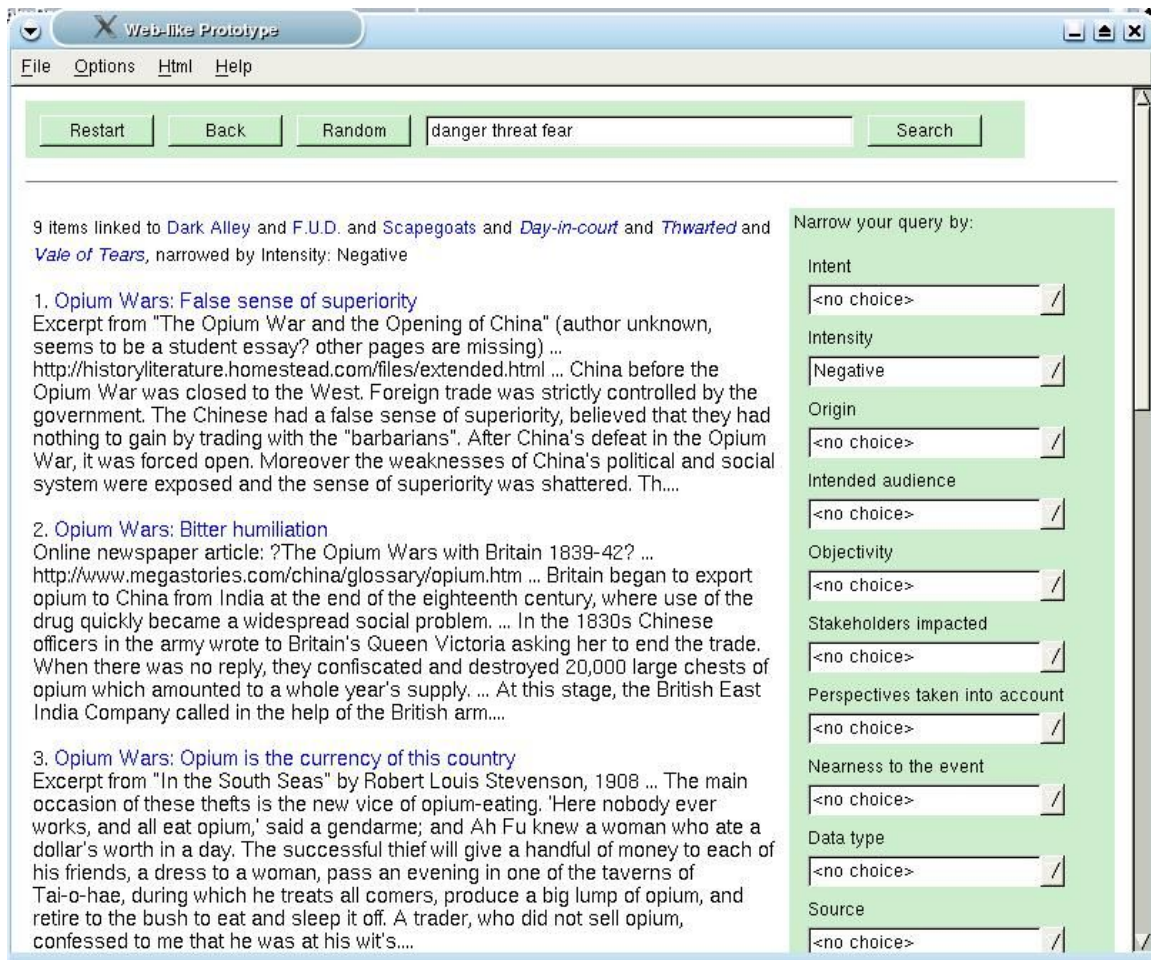 Web-like Prototype
File Options Html Help
Restart Back Random danger threat fear Search
9 items linked to Dark Alley and F.U.D. and Scapegoats and Day-in-court and Thwarted and
Vale of Tears, narrowed by Intensity: Negative
1. Opium Wars: False sense of superiority
Excerpt from "The Opium War and the Opening of China" (author unknown,
seems to be a student essay? other pages are missing) ...
http://historyliterature.homestead.com/files/extended.html ... China before the
Opium War was closed to the West. Foreign trade was strictly controlled by the
government. The Chinese had a false sense of superiority, believed that they had
nothing to gain by trading with the "barbarians". After China's defeat in the Opium
War, it was forced open. Moreover the weaknesses of China's political and social
system were exposed and the sense of superiority was shattered. Th....
2. Opium Wars: Bitter humiliation
Online newspaper article: ?The Opium Wars with Britain 1839-42? ...
http://www.megastories.com/china/glossary/opium.htm ... Britain began to export
opium to China from India at the end of the eighteenth century, where use of the
drug quickly became a widespread social problem. ... In the 1830s Chinese
officers in the army wrote to Britain's Queen Victoria asking her to end the trade.
When there was no reply, they confiscated and destroyed 20,000 large chests of
opium which amounted to a whole year's supply. ... At this stage, the British East
India Company called in the help of the British arm....
3. Opium Wars: Opium is the currency of this country
Excerpt from "In the South Seas" by Robert Louis Stevenson, 1908 ... The main
occasion of these thefts is the new vice of opium-eating. 'Here nobody ever
works, and all eat opium,' said a gendarme; and Ah Fu knew a woman who ate a
dollar's worth in a day. The successful thief will give a handful of money to each of
his friends, a dress to a woman, pass an evening in one of the taverns of
Tai-o-hae, during which he treats all comers, produce a big lump of opium, and
retire to the bush to eat and sleep it off. A trader, who did not sell opium,
confessed to me that he was at his wit's....
Narrow your query by:
Intent
<no choice>
Intensity
Negative
Origin
<no choice>
Intended audience
<no choice>
Objectivity
<no choice>
Stakeholders impacted
<no choice>
Perspectives taken into account
<no choice>
Nearness to the event
<no choice>
Data type
<no choice>
Source
<no choice>